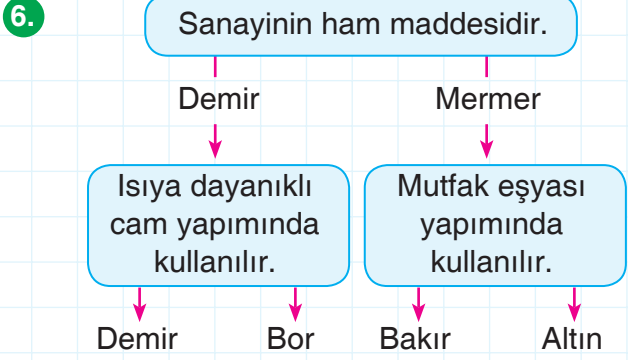 6.
Sanayinin ham maddesidir.
Demir
Mermer
Isıya dayanıklı
cam yapımında
kullanılır.
Mutfak eşyası
yapımında
kullanılır.
Demir
Bor
Bakır
Altın